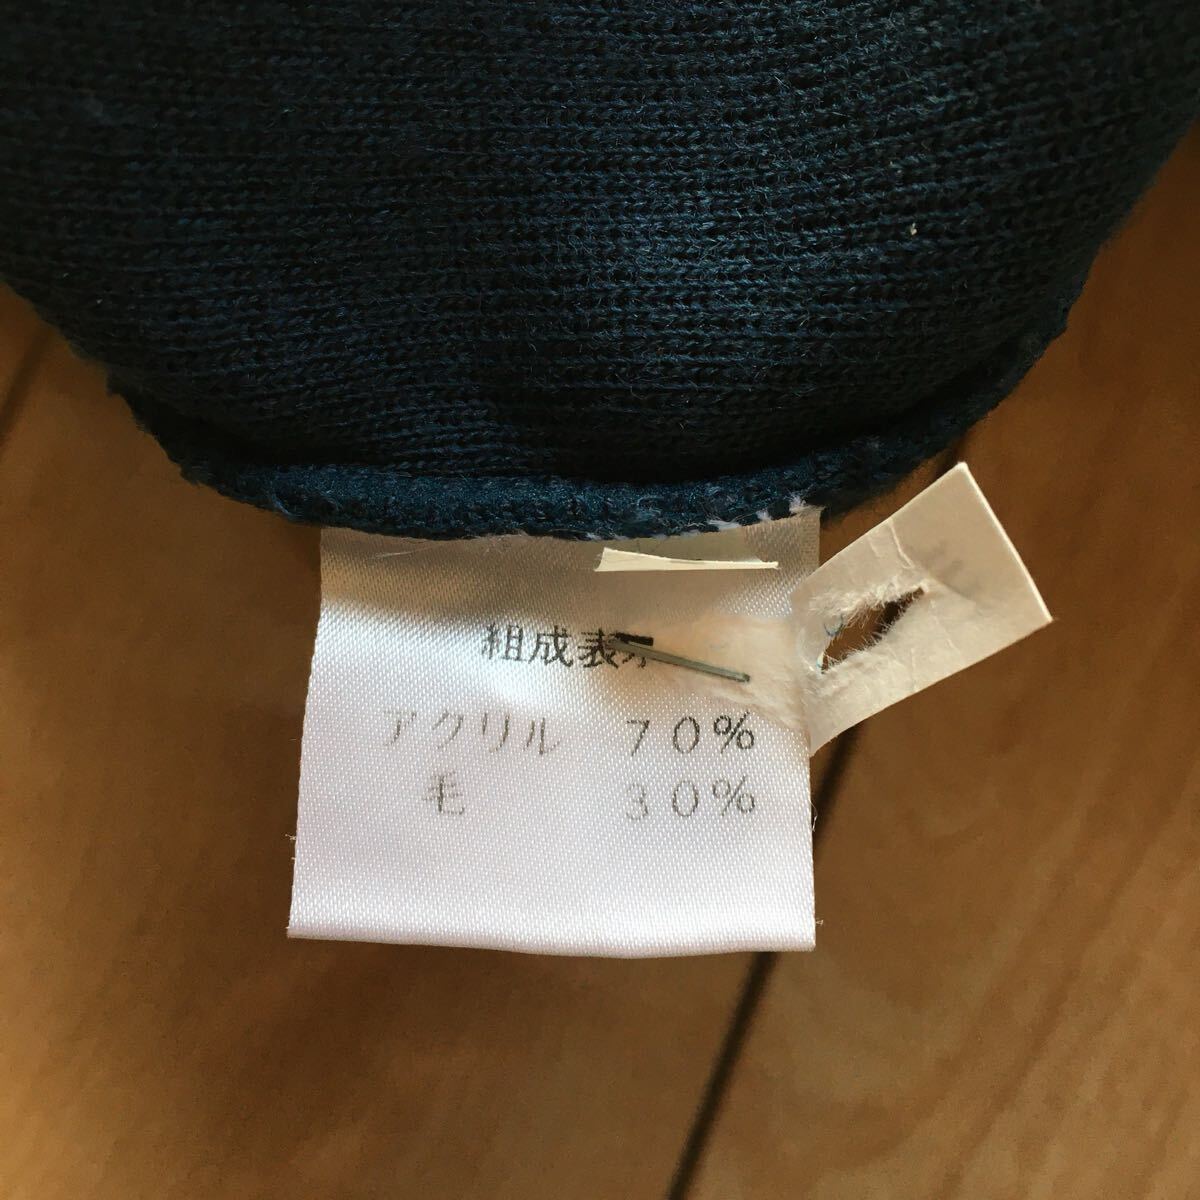 組成表示
アクリル 70%
毛 30%